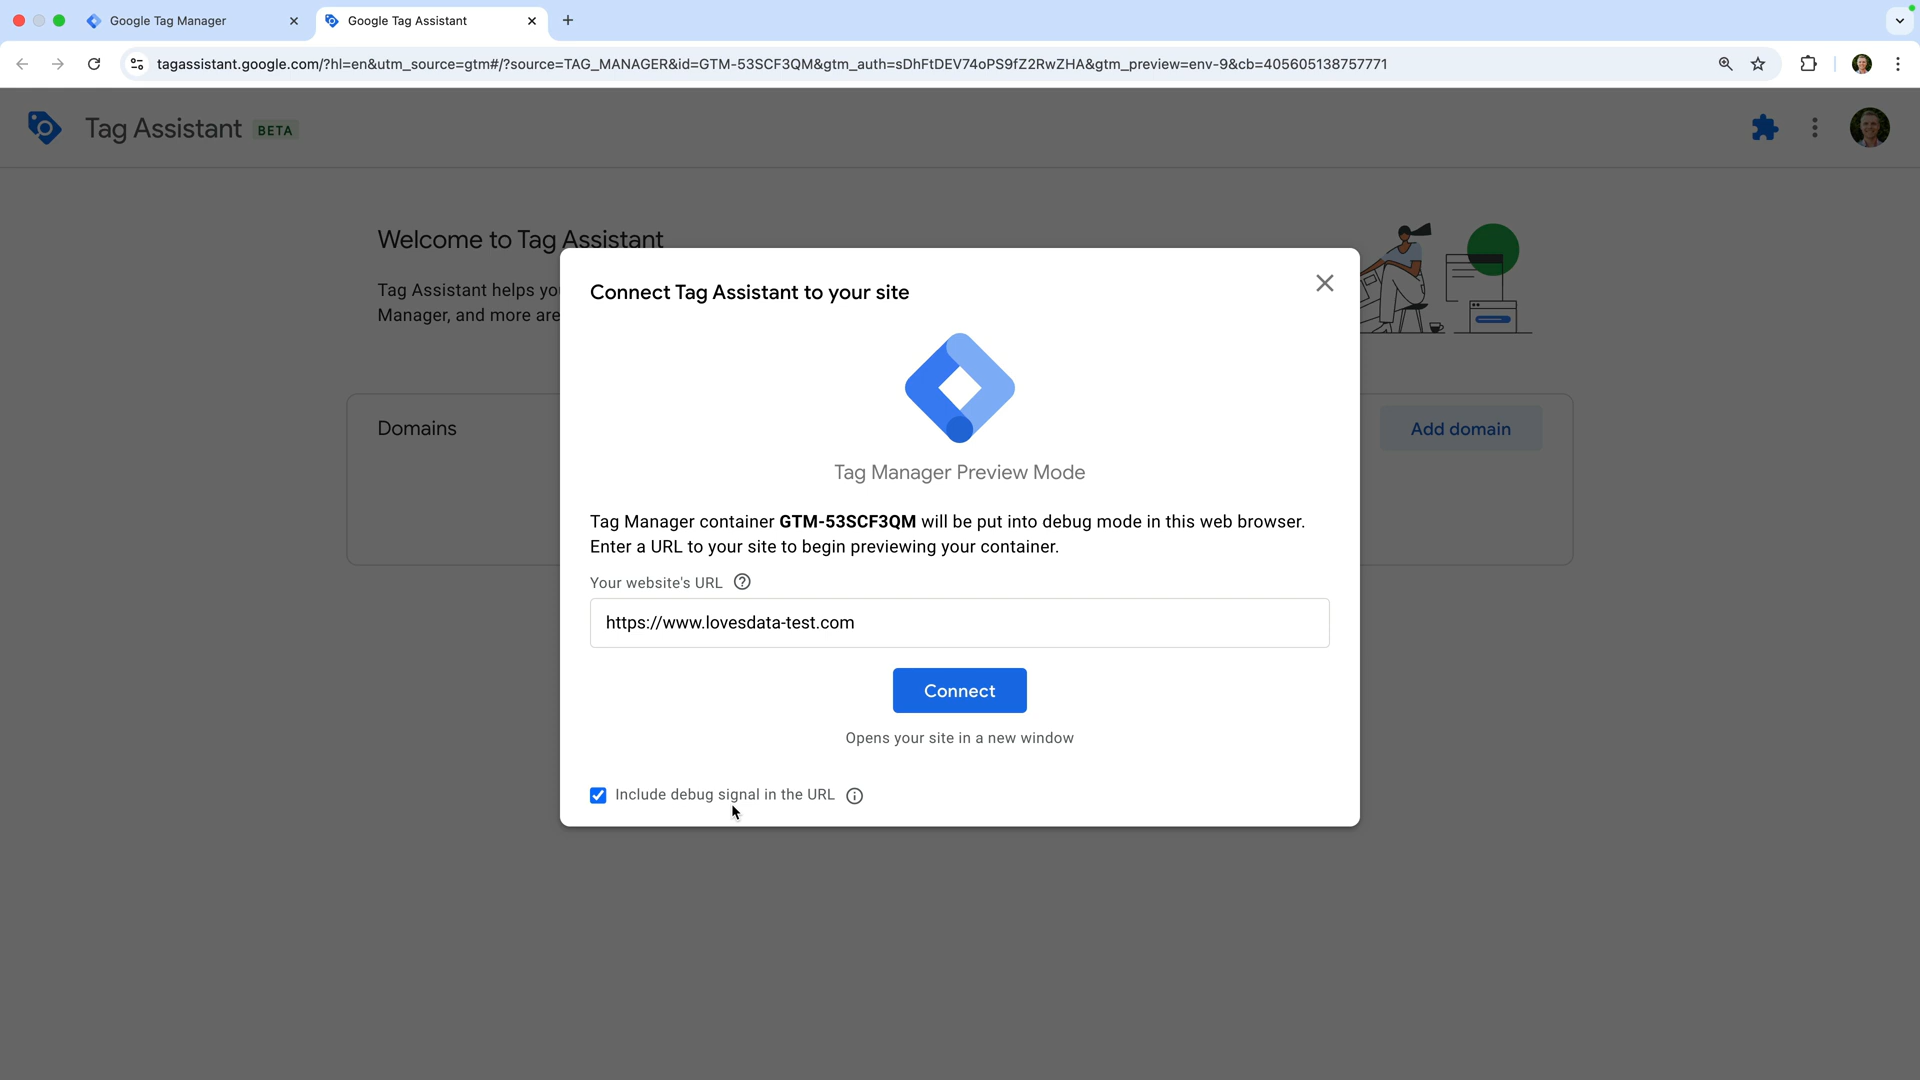 Google Tag Manager
Google Tag Assistant
tagassistant.google.com/?hl=en&utm_source=gtm#/?source=TAG_MANAGER&id=GTM-53SCF3QM&gtm_auth=sDhFtDEV74oPS9fZ2RwZHA&gtm_preview=env-9&cb=405605138757771
Tag Assistant BETA
Welcome to Tag Assistant
Tag Assistant helps yo
Manager, and more are
Domains
Add domain
Connect Tag Assistant to your site
Tag Manager Preview Mode
Tag Manager container GTM-53SCF3QM will be put into debug mode in this web browser.
Enter a URL to your site to begin previewing your container.
Your website's URL
https://www.lovesdata-test.com
Connect
Opens your site in a new window
Include debug signal in the URL